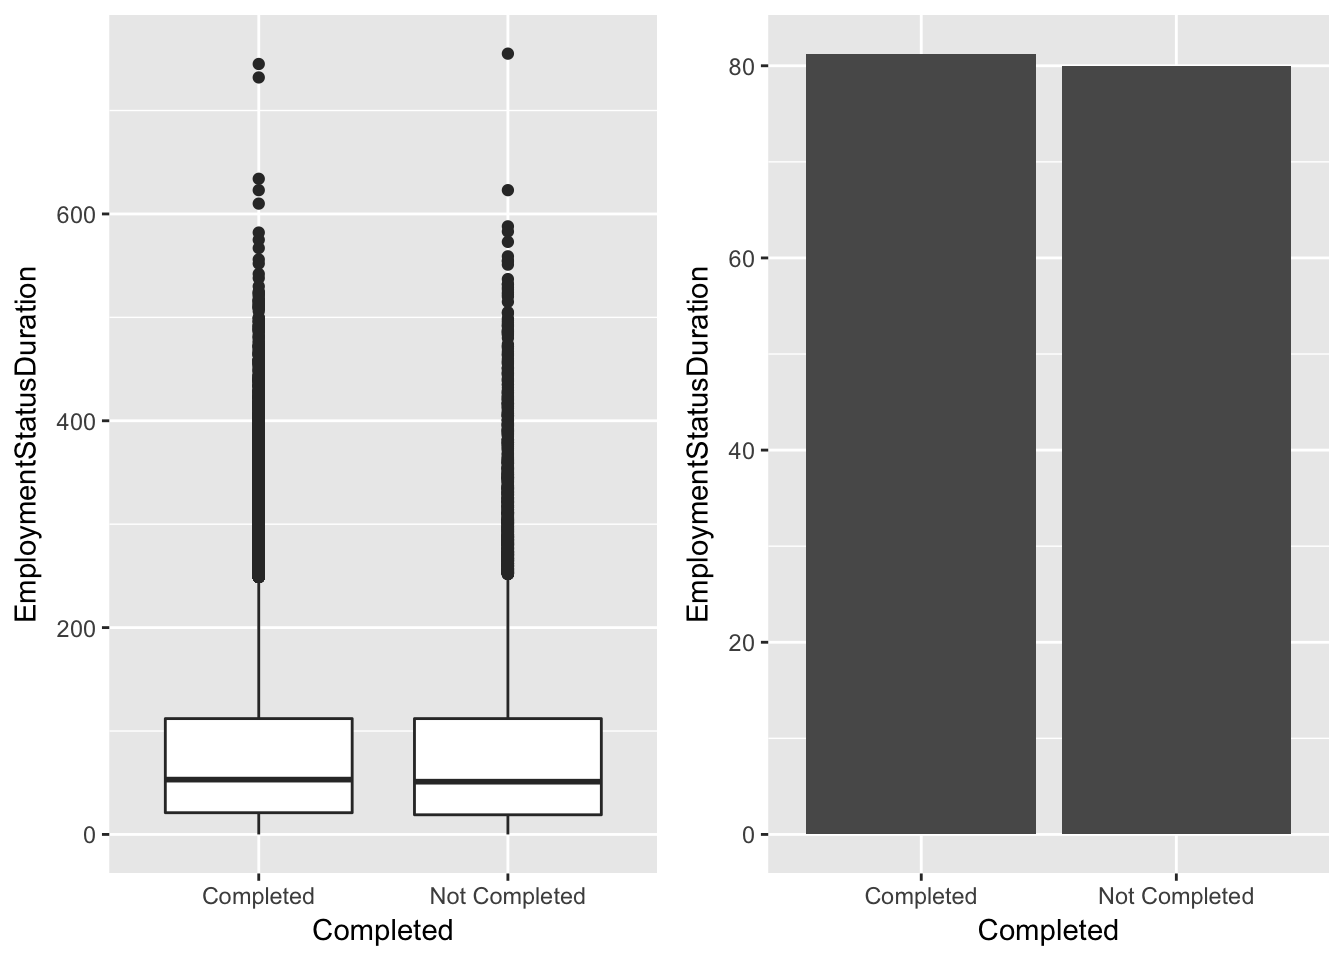 EmploymentStatusDuration
600
400
200
0
Completed
Not Completed
Completed
EmploymentStatusDuration
80
60
40
20
0
Completed
Not Completed
Completed